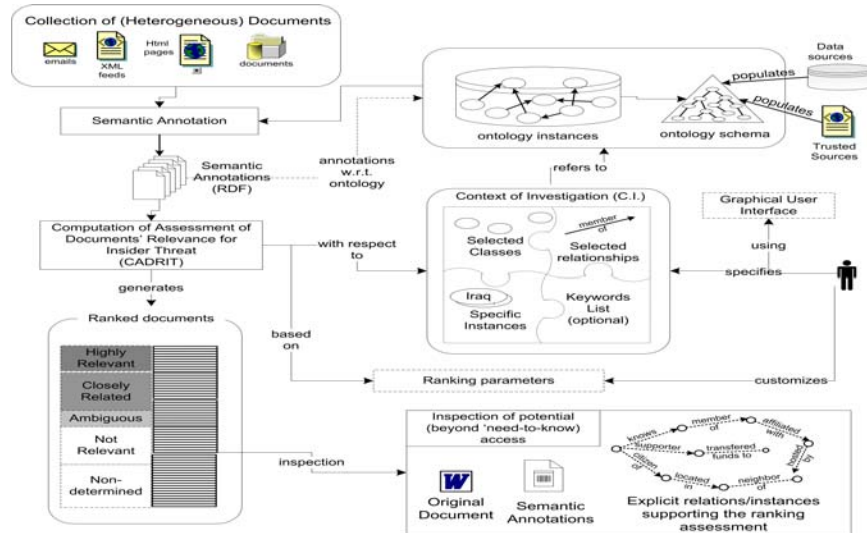 Collection of (Heterogeneous) Documents
emails
XML
feeds
Html
pages
documents
Semantic Annotation
Semantic
Annotations
(RDF)
annotations
w.r.t.
ontology
ontology instances
ontology schema
Data
sources
populates
populates
Trusted
Sources
refers to
Computation of Assessment of
Documents' Relevance for
Insider Threat
(CADRIT)
with respect
to
Context of Investigation (C.I.)
Selected
Classes
member
of
Selected
relationships
Iraq
Specific
Instances
Keywords
List
(optional)
Graphical User
Interface
using
specifies
generates
Ranked documents
Highly
Relevant
Closely
Related
Ambiguous
Not
Relevant
Non-
determined
based
on
Ranking parameters
customizes
inspection
Inspection of potential
(beyond 'need-to-know)
access
Original
Document
Semantic
Annotations
knows
member
of
affiliated
with
supporter
transfered
funds to
hosted
by
citizen
of
located
in
neighbor
of
Explicit relations/instances
supporting the ranking
assessment